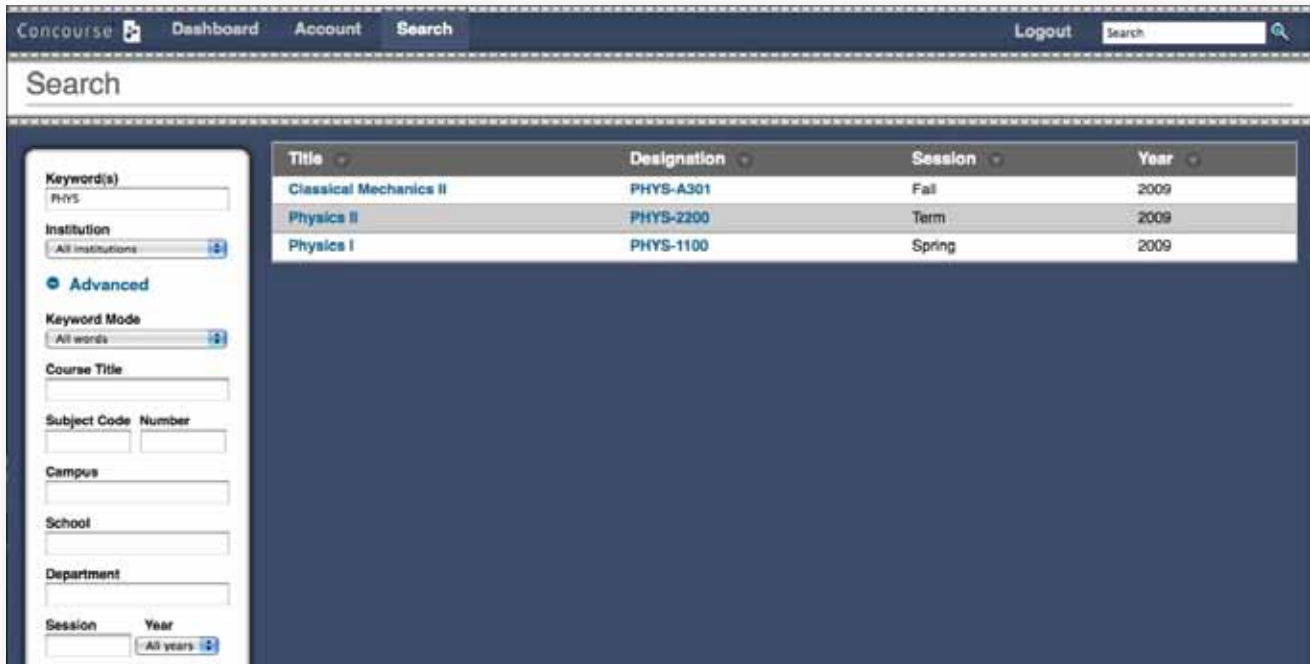 Concourse Dashboard Account Search Logout Search
Search
Keyword(s)
PHYS
Institution
All institutions
Advanced
Keyword Mode
All words
Course Title
Subject Code Number
Campus
School
Department
Session Year
All years
Title Designation Session Year
Classical Mechanics II PHYS-A301 Fall 2009
Physics II PHYS-2200 Term 2009
Physics I PHYS-1100 Spring 2009